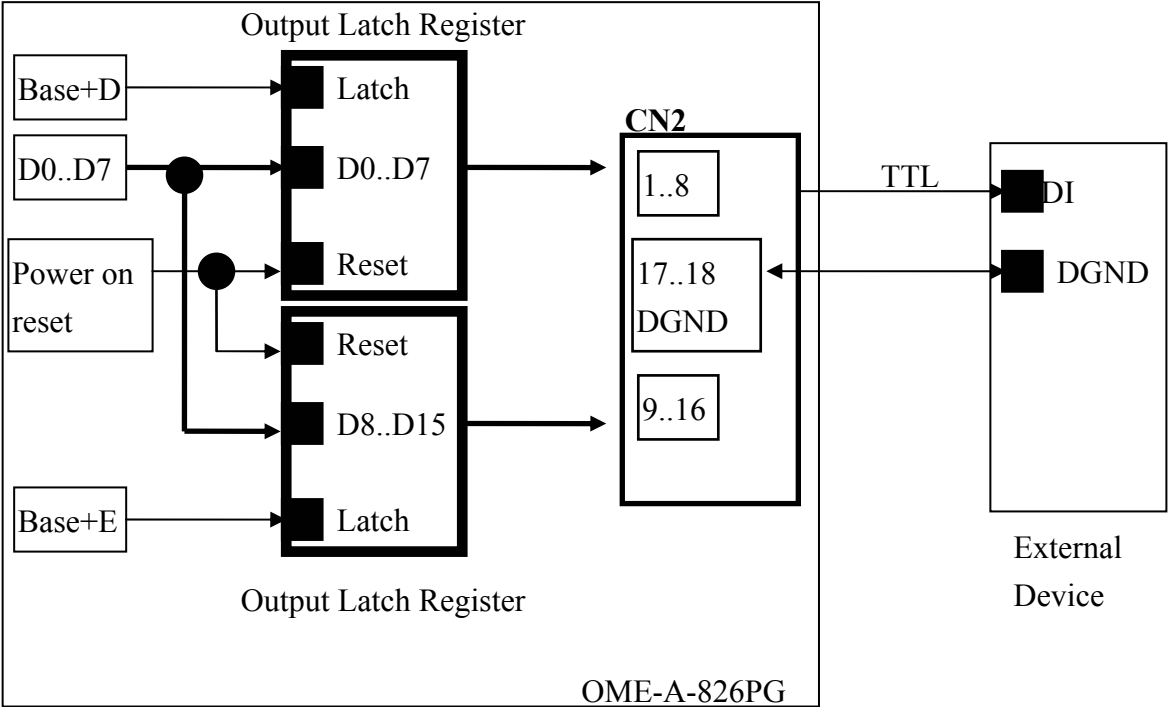 Output Latch Register
Base+D
Latch
CN2
D0..D7
D0..D7
1..8
TTL
DI
Power on
reset
Reset
17..18
DGND
DGND
Reset
D8..D15
9..16
Base+E
Latch
External
Device
Output Latch Register
OME-A-826PG